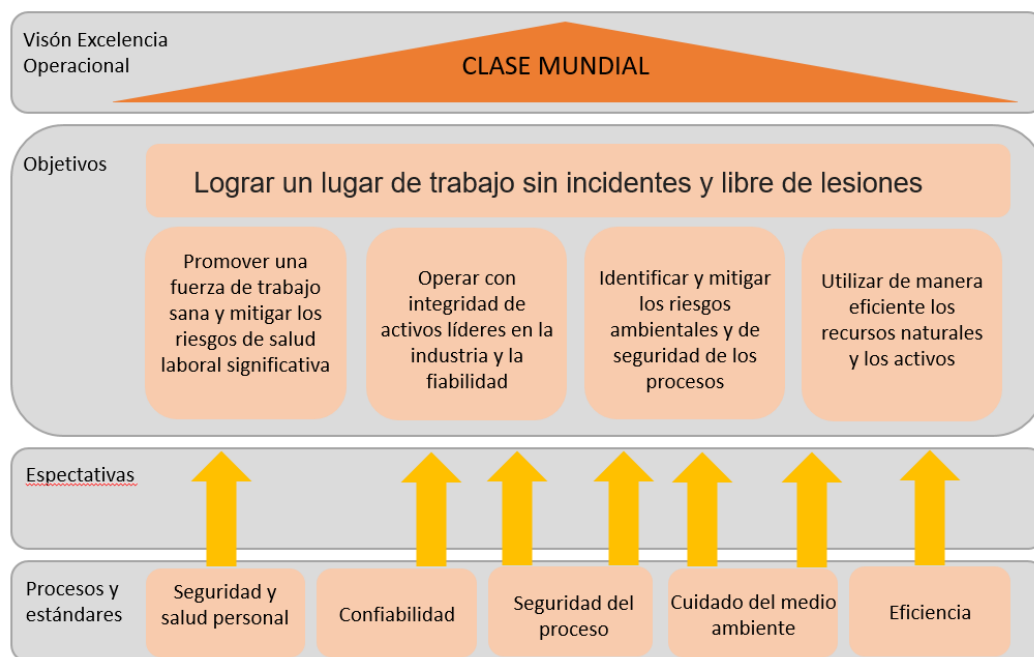 Visón Excelencia
Operacional
CLASE MUNDIAL
Objetivos
Lograr un lugar de trabajo sin incidentes y libre de lesiones
Promover una
fuerza de trabajo
sana y mitigar los
riesgos de salud
laboral significativa
Operar con
integridad de
activos líderes en la
industria y la
fiabilidad
Identificar y mitigar
los riesgos
ambientales y de
seguridad de los
procesos
Utilizar de manera
eficiente los
recursos naturales
y los activos
Espectativas
Procesos y
estándares
Seguridad y
salud personal
Confiabilidad
Seguridad del
proceso
Cuidado del medio
ambiente
Eficiencia